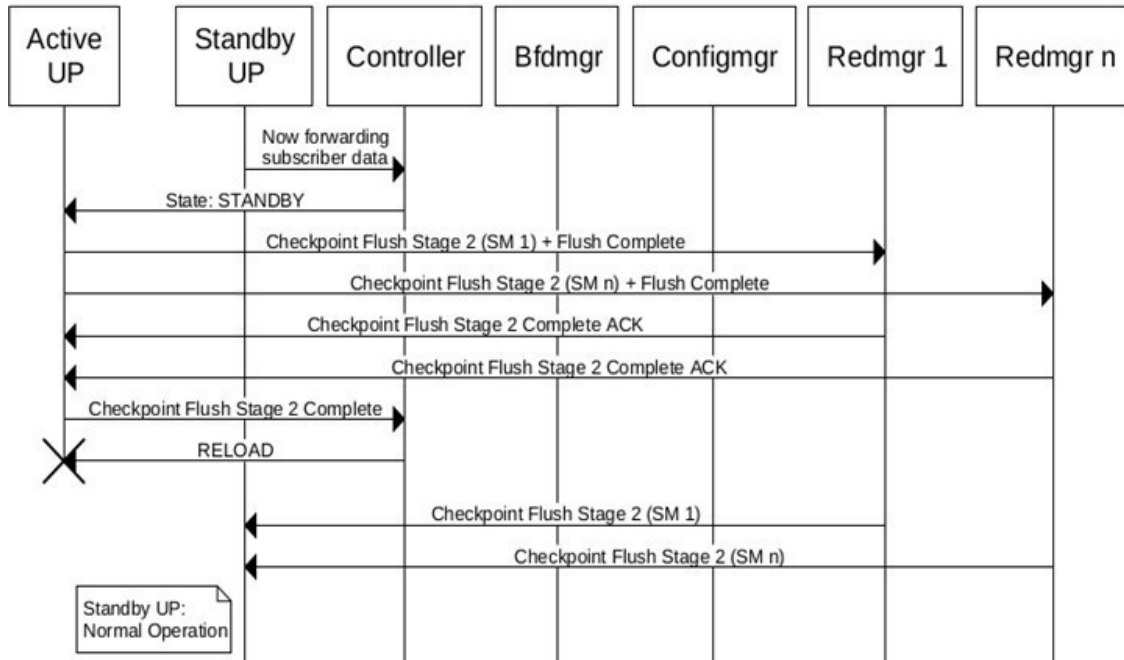 Active
UP
Standby
UP
Controller
Bfdmgr
Configmgr
Redmgr 1
Redmgr n
Now forwarding
subscriber data
State: STANDBY
Checkpoint Flush Stage 2 (SM 1) + Flush Complete
Checkpoint Flush Stage 2 (SM n) + Flush Complete
Checkpoint Flush Stage 2 Complete ACK
Checkpoint Flush Stage 2 Complete ACK
Checkpoint Flush Stage 2 Complete
RELOAD
Checkpoint Flush Stage 2 (SM 1)
Checkpoint Flush Stage 2 (SM n)
Standby UP:
Normal Operation